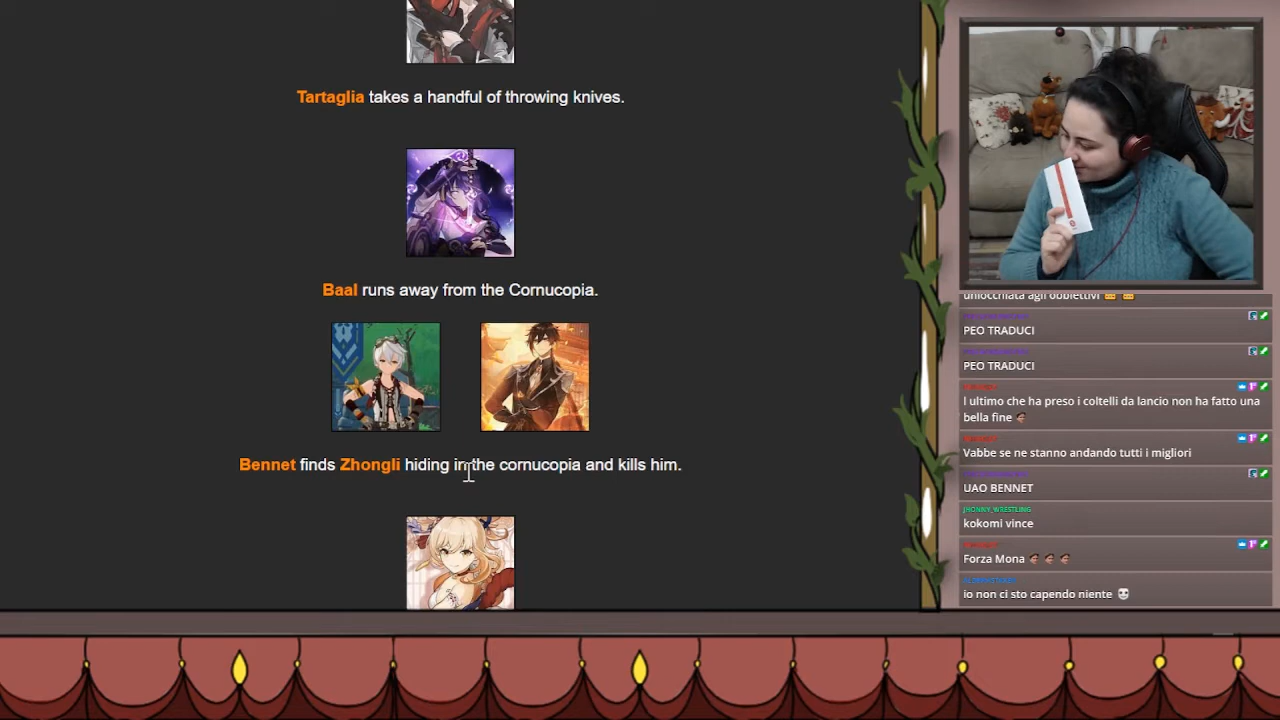 Tartaglia takes a handful of throwing knives.
Baal runs away from the Cornucopia.
Bennet finds Zhongli hiding in the cornucopia and kills him.
PEO TRADUCI
PEO TRADUCI
l ultimo che ha preso i coltelli da lancio non ha fatto una
bella fine
Vabbe se ne stanno andando tutti i migliori
UAO BENNET
JHONNY_WRESTLING
kokomi vince
Forza Mona
io non ci sto capendo niente